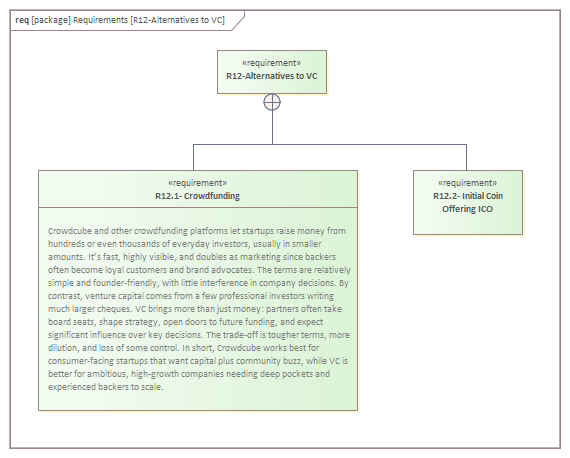 req [package] Requirements [R12-Alternatives to VC]
«requirement»
R12-Alternatives to VC
«requirement»
R12.1- Crowdfunding
Crowdcube and other crowdfunding platforms let startups raise money from
hundreds or even thousands of everyday investors, usually in smaller
amounts. It's fast, highly visible, and doubles as marketing since backers
often become loyal customers and brand advocates. The terms are relatively
simple and founder-friendly, with little interference in company decisions. By
contrast, venture capital comes from a few professional investors writing
much larger cheques. VC brings more than just money: partners often take
board seats, shape strategy, open doors to future funding, and expect
significant influence over key decisions. The trade-off is tougher terms, more
dilution, and loss of some control. In short, Crowdcube works best for
consumer-facing startups that want capital plus community buzz, while VC is
better for ambitious, high-growth companies needing deep pockets and
experienced backers to scale.
«requirement»
R12.2- Initial Coin
Offering ICO